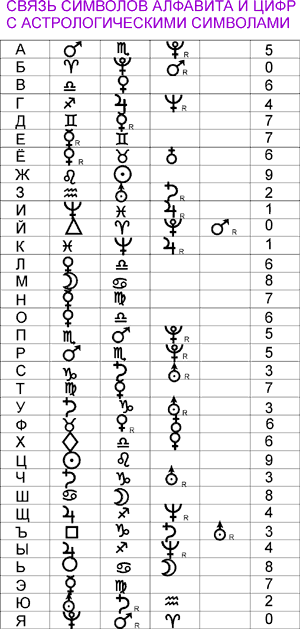 СВЯЗЬ СИМВОЛОВ АЛФАВИТА И ЦИФР
С АСТРОЛОГИЧЕСКИМИ СИМВОЛАМИ
А R 5
Б R 0
В 6
Г R 4
Д 7
Е R 7
Ё R 6
Ж 9
З R 2
И R 1
Й R R 0
К R 1
Л 6
М 8
Н 7
О 6
П R 5
Р R 5
С R 3
Т 7
У R 3
Ф R 6
Х 6
Ц 9
Ч R 3
Ш 8
Щ R 4
Ъ R 3
Ы R 4
Ь 8
Э 7
Ю R 2
Я R 0